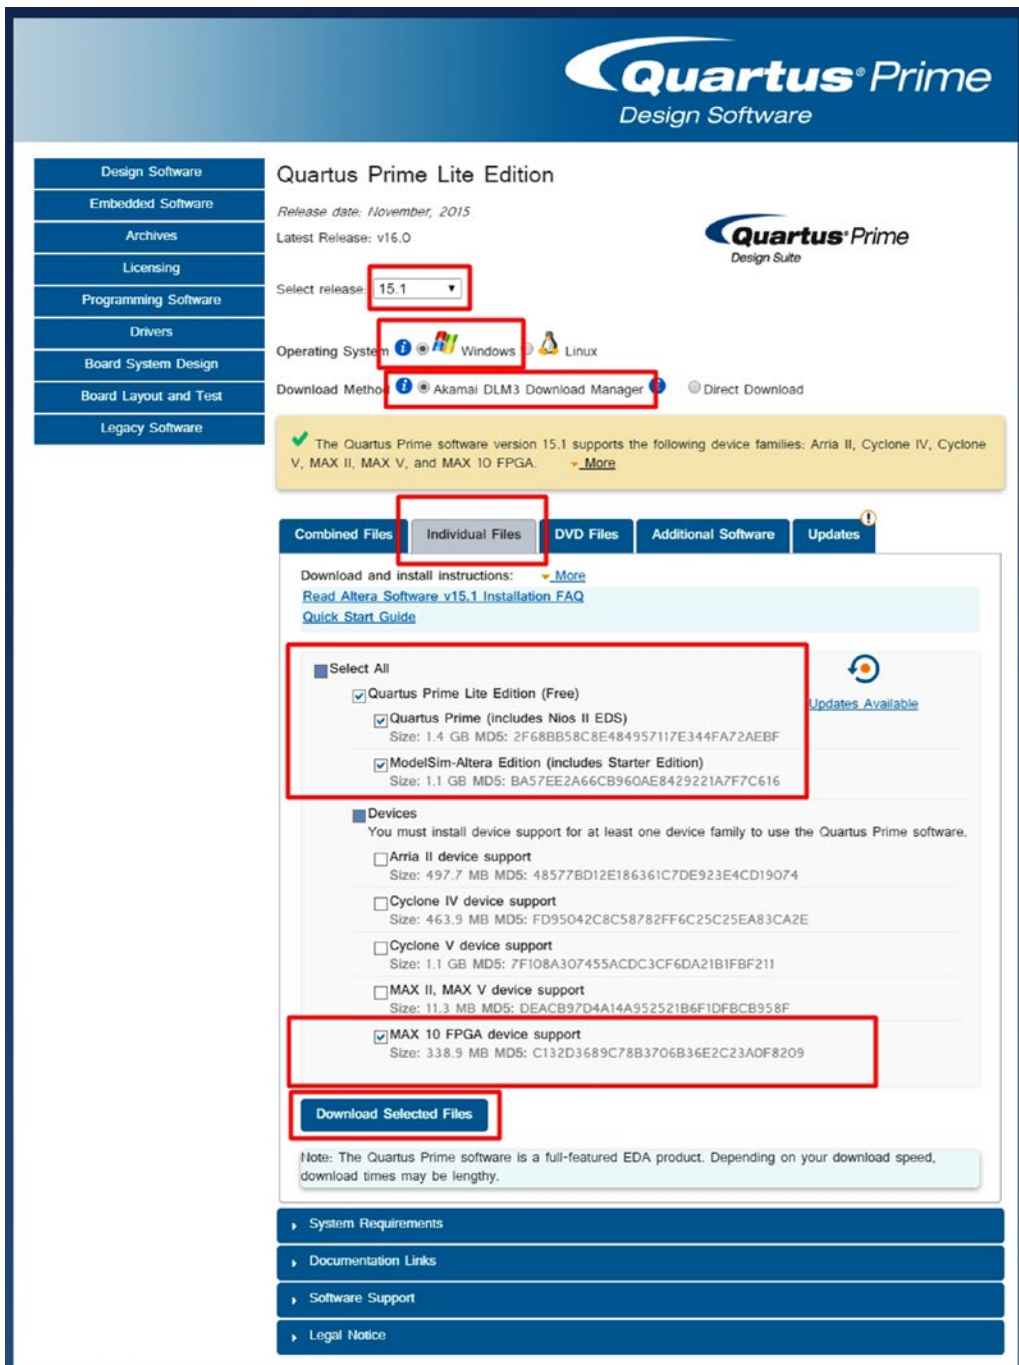 Quartus® Prime
Design Software
Design Software
Embedded Software
Archives
Licensing
Programming Software
Drivers
Board System Design
Board Layout and Test
Legacy Software
Quartus Prime Lite Edition
Release date: November, 2015
Latest Release: v16.0
Quartus® Prime
Design Suite
Select release: 15.1
Operating System Windows Linux
Download Method Akamai DLM3 Download Manager Direct Download
The Quartus Prime software version 15.1 supports the following device families: Arria II, Cyclone IV, Cyclone
V, MAX II, MAX V, and MAX 10 FPGA. More
Combined Files Individual Files DVD Files Additional Software Updates
Download and install instructions: More
Read Altera Software v15.1 Installation FAQ
Quick Start Guide
Select All
Quartus Prime Lite Edition (Free)
Updates Available
Quartus Prime (includes Nios II EDS)
Size: 1.4 GB MD5: 2F68BB58C8E484957117E344FA72AEBF
ModelSim-Altera Edition (includes Starter Edition)
Size: 1.1 GB MD5: BA57EE2A66CB960AE8429221A7F7C616
Devices
You must install device support for at least one device family to use the Quartus Prime software.
Arria II device support
Size: 497.7 MB MD5: 48577BD12E186361C7DE923E4CD19074
Cyclone IV device support
Size: 463.9 MB MD5: FD95042C8C58782FF6C25C25EA83CA2E
Cyclone V device support
Size: 1.1 GB MD5: 7F108A307455ACDC3CF6DA21B1FBF211
MAX II, MAX V device support
Size: 11.3 MB MD5: DEACB97D4A14A952521B6F1DFBCB958F
MAX 10 FPGA device support
Size: 338.9 MB MD5: C132D3689C78B3706B36E2C23A0F8209
Download Selected Files
Note: The Quartus Prime software is a full-featured EDA product. Depending on your download speed,
download times may be lengthy.
System Requirements
Documentation Links
Software Support
Legal Notice